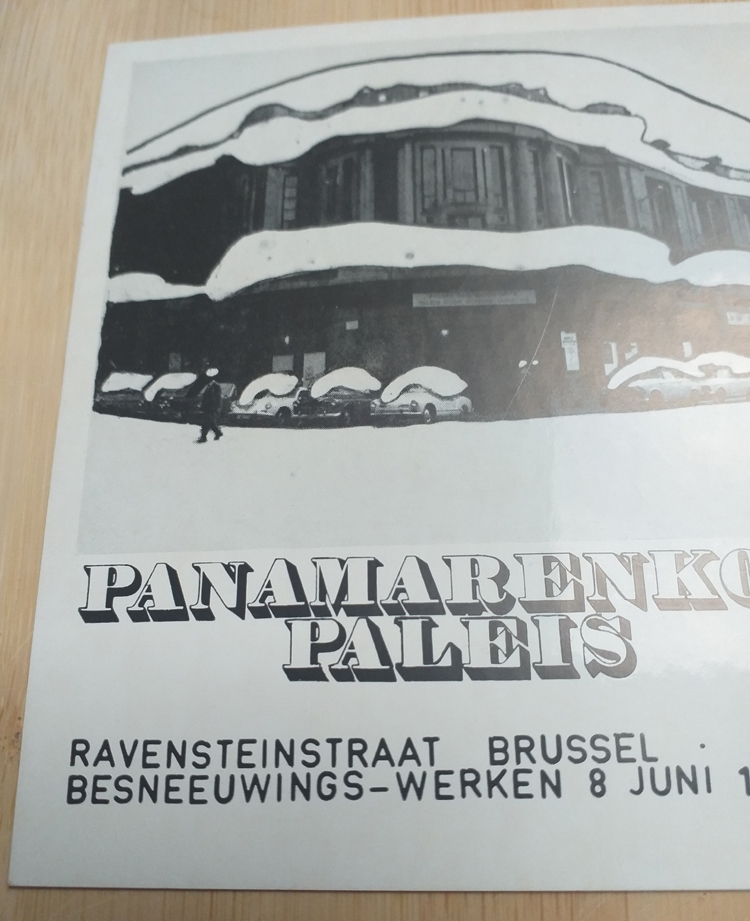 PANAMARENKO
PALEIS
RAVENSTEINSTRAAT BRUSSEL .
BESNEEUWINGS-WERKEN 8 JUNI 1